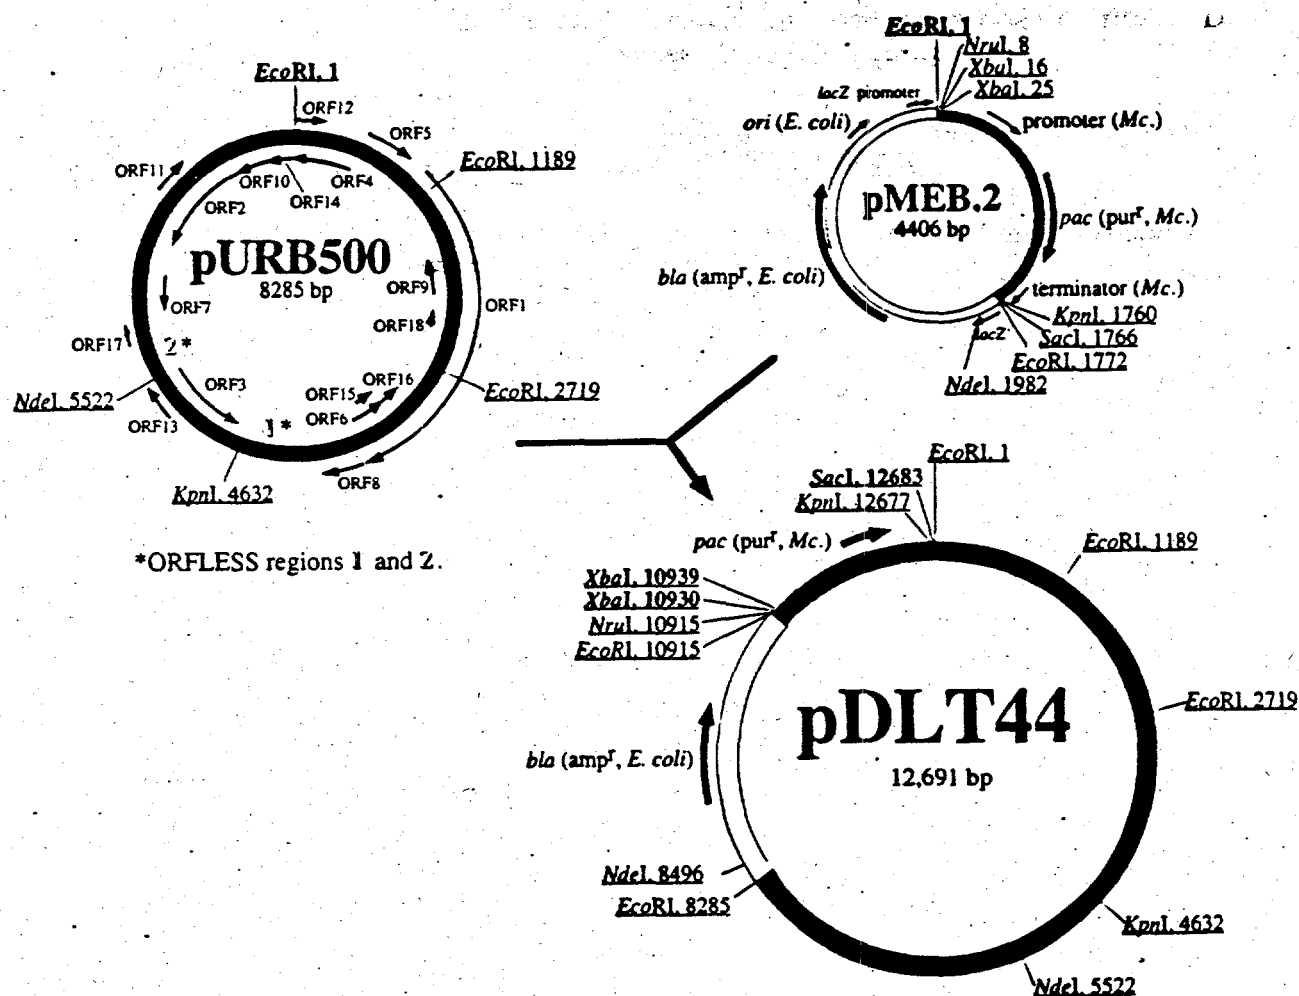 EcoRI, 1
ORF12
ORF5
EcoRI, 1189
ORF11
ORF10
ORF4
ORF14
ORF2
pURB500
8285 bp
ORF9
ORF1
ORF7
ORF18
ORF17
2*
ORF3
ORF16
ORF15
NdeI, 5522
EcoRI, 2719
ORF13
1*
ORF6
ORF8
KpnI, 4632
*ORFLESS regions 1 and 2.
EcoRI, 1
NruI, 8
XbaI, 16
XbaI, 25
lacZ promoter
ori (E. coli)
promoter (Mc.)
pMEB.2
4406 bp
pac (purʳ, Mc.)
bla (ampʳ, E. coli)
terminator (Mc.)
KpnI, 1760
lacZ'
SacI, 1766
EcoRI, 1772
NdeI, 1982
EcoRI, 1
SacI, 12683
KpnI, 12677
pac (purʳ, Mc.)
EcoRI, 1189
XbaI, 10939
XbaI, 10930
NruI, 10915
EcoRI, 10915
EcoRI, 2719
pDLT44
12,691 bp
bla (ampʳ, E. coli)
NdeI, 8496
EcoRI, 8285
KpnI, 4632
NdeI, 5522